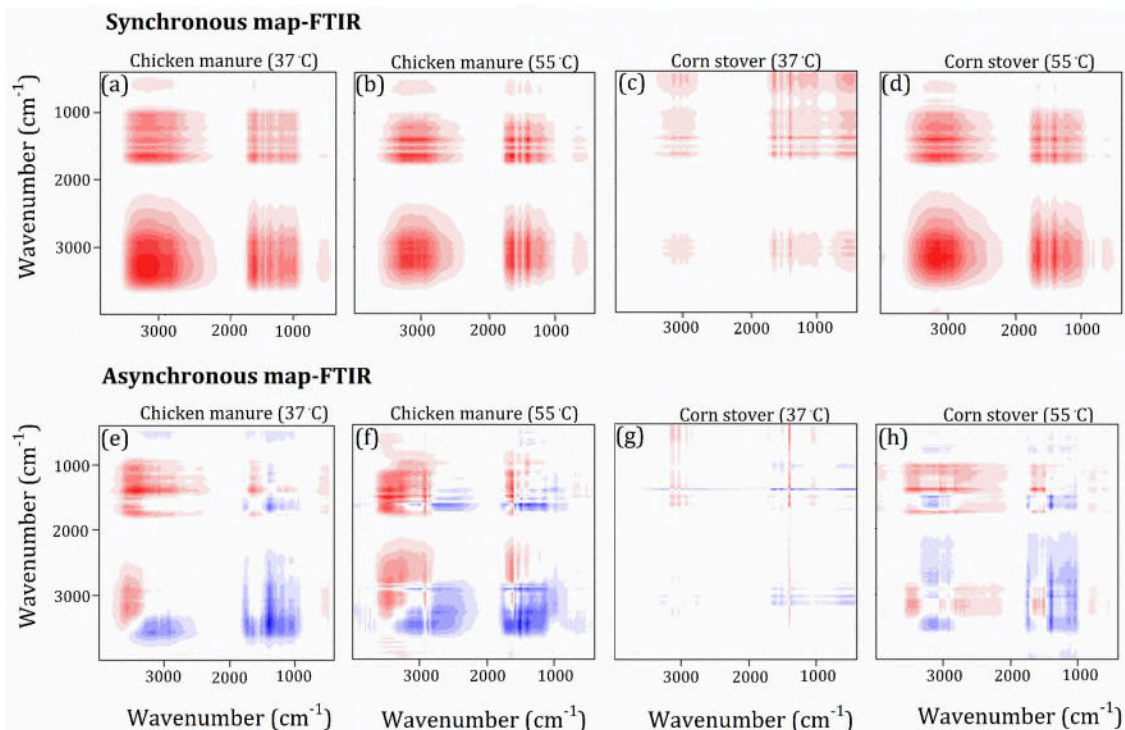 Synchronous map-FTIR
Chicken manure (37 °C)
Chicken manure (55 °C)
Corn stover (37 °C)
Corn stover (55 °C)
(a)
(b)
(c)
(d)
Wavenumber (cm⁻¹)
1000
2000
3000
3000 2000 1000
3000 2000 1000
3000 2000 1000
3000 2000 1000
Asynchronous map-FTIR
Chicken manure (37 °C)
Chicken manure (55 °C)
Corn stover (37 °C)
Corn stover (55 °C)
(e)
(f)
(g)
(h)
Wavenumber (cm⁻¹)
1000
2000
3000
3000 2000 1000
3000 2000 1000
3000 2000 1000
3000 2000 1000
Wavenumber (cm⁻¹)
Wavenumber (cm⁻¹)
Wavenumber (cm⁻¹)
Wavenumber (cm⁻¹)